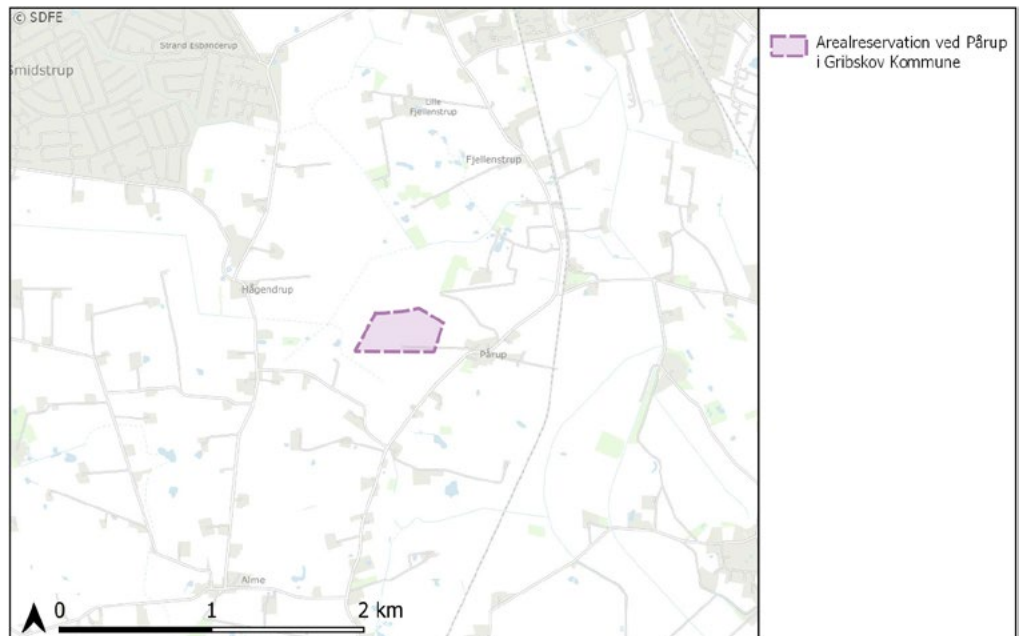 © SDFE
Strand Esbønderup
Smidstrup
Lille
Fjellenstrup
Fjellenstrup
Hågendrup
Pårup
Alme
0 1 2 km
Arealreservation ved Pårup
i Gribskov Kommune